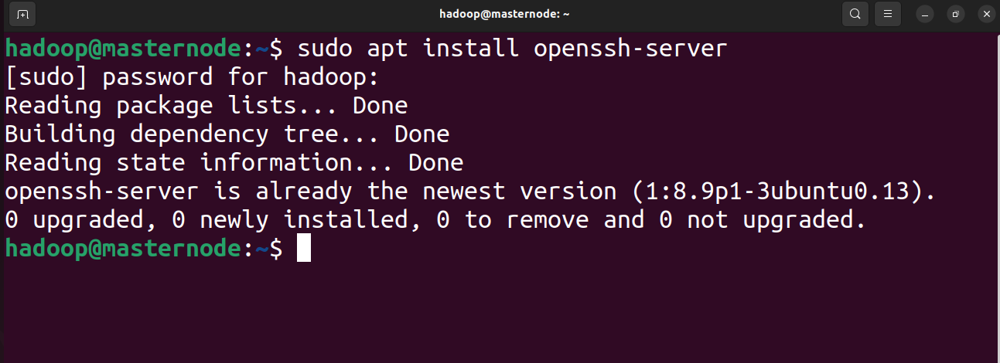 hadoop@masternode: ~
hadoop@masternode:~$ sudo apt install openssh-server
[sudo] password for hadoop:
Reading package lists... Done
Building dependency tree... Done
Reading state information... Done
openssh-server is already the newest version (1:8.9p1-3ubuntu0.13).
0 upgraded, 0 newly installed, 0 to remove and 0 not upgraded.
hadoop@masternode:~$